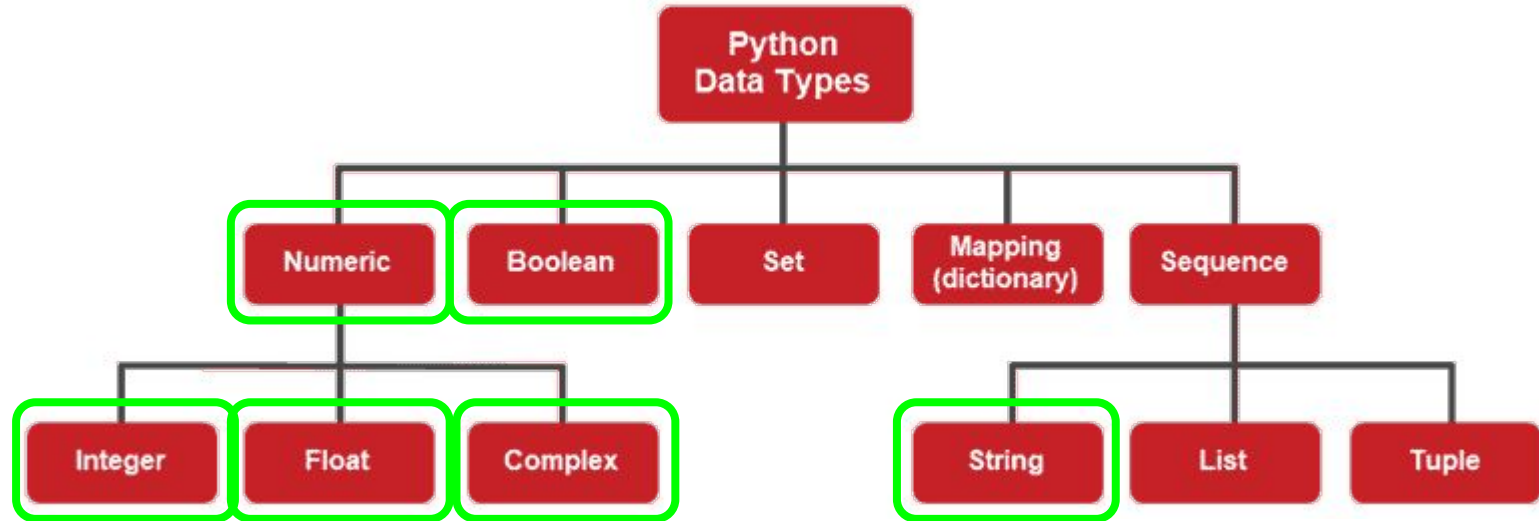 Python
Data Types
Numeric
Boolean
Set
Mapping
(dictionary)
Sequence
Integer
Float
Complex
String
List
Tuple